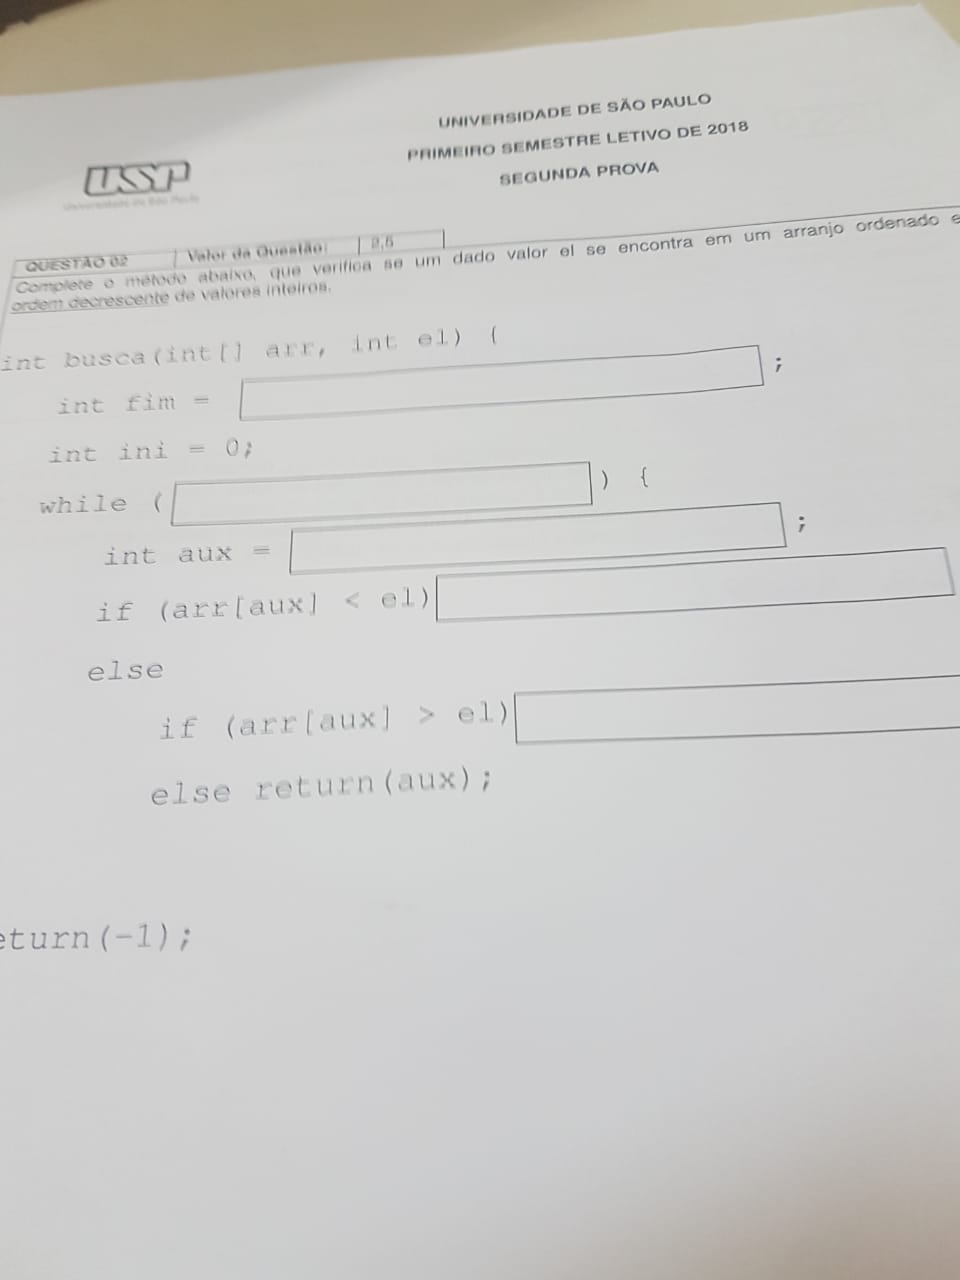 UNIVERSIDADE DE SÃO PAULO
PRIMEIRO SEMESTRE LETIVO DE 2018
SEGUNDA PROVA
USP
Universidade de São Paulo
QUESTÃO 02 Valor da Questão: 2,5
Complete o método abaixo, que verifica se um dado valor el se encontra em um arranjo ordenado e
ordem decrescente de valores inteiros.
int busca(int[] arr, int el) {
int fim = ;
int ini = 0;
while ( ) {
int aux = ;
if (arr[aux] < el)
else
if (arr[aux] > el)
else return(aux);
eturn(-1);